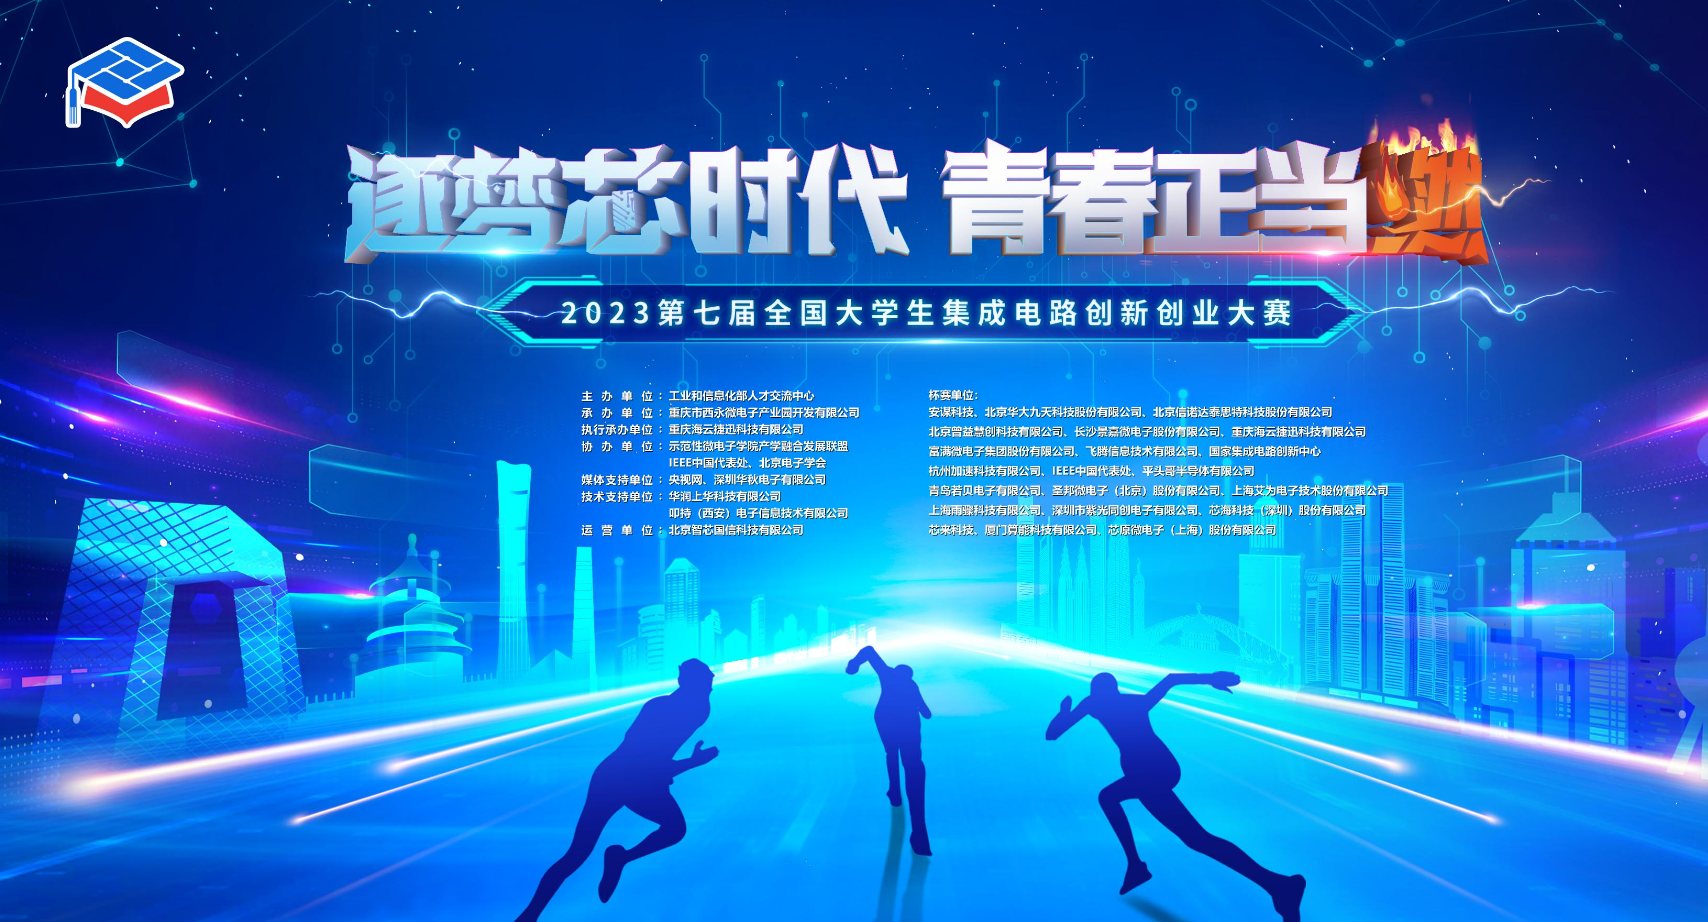 逐梦芯时代 青春正当燃
2023第七届全国大学生集成电路创新创业大赛
主 办 单 位：工业和信息化部人才交流中心
承 办 单 位：重庆市西永微电子产业园开发有限公司
执行承办单位：重庆海云捷迅科技有限公司
协 办 单 位：示范性微电子学院产学融合发展联盟
IEEE中国代表处、北京电子学会
媒体支持单位：央视网、深圳华秋电子有限公司
技术支持单位：华润上华科技有限公司
叩持（西安）电子信息技术有限公司
运 营 单 位：北京智芯国信科技有限公司
杯赛单位：
安谋科技、北京华大九天科技股份有限公司、北京信诺达泰思特科技股份有限公司
北京曾益慧创科技有限公司、长沙景嘉微电子股份有限公司、重庆海云捷迅科技有限公司
富满微电子集团股份有限公司、飞腾信息技术有限公司、国家集成电路创新中心
杭州加速科技有限公司、IEEE中国代表处、平头哥半导体有限公司
青鸟若贝电子有限公司、圣邦微电子（北京）股份有限公司、上海艾为电子技术股份有限公司
上海雨骤科技有限公司、深圳市紫光同创电子有限公司、芯海科技（深圳）股份有限公司
芯来科技、厦门算能科技有限公司、芯原微电子（上海）股份有限公司